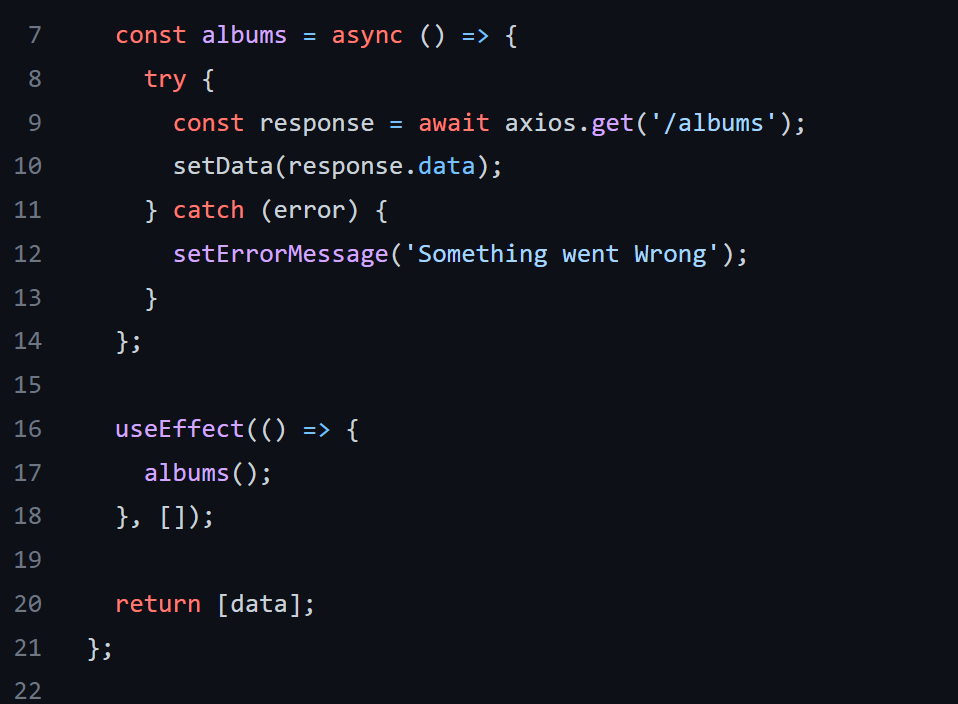 7 const albums = async () => {
8 try {
9 const response = await axios.get('/albums');
10 setData(response.data);
11 } catch (error) {
12 setErrorMessage('Something went Wrong');
13 }
14 };
15
16 useEffect(() => {
17 albums();
18 }, []);
19
20 return [data];
21 };
22